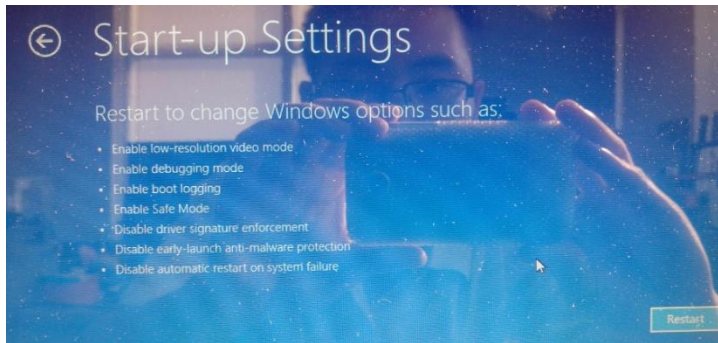 Start-up Settings
Restart to change Windows options such as:
• Enable low-resolution video mode
• Enable debugging mode
• Enable boot logging
• Enable Safe Mode
• Disable driver signature enforcement
• Disable early-launch anti-malware protection
• Disable automatic restart on system failure
Restart